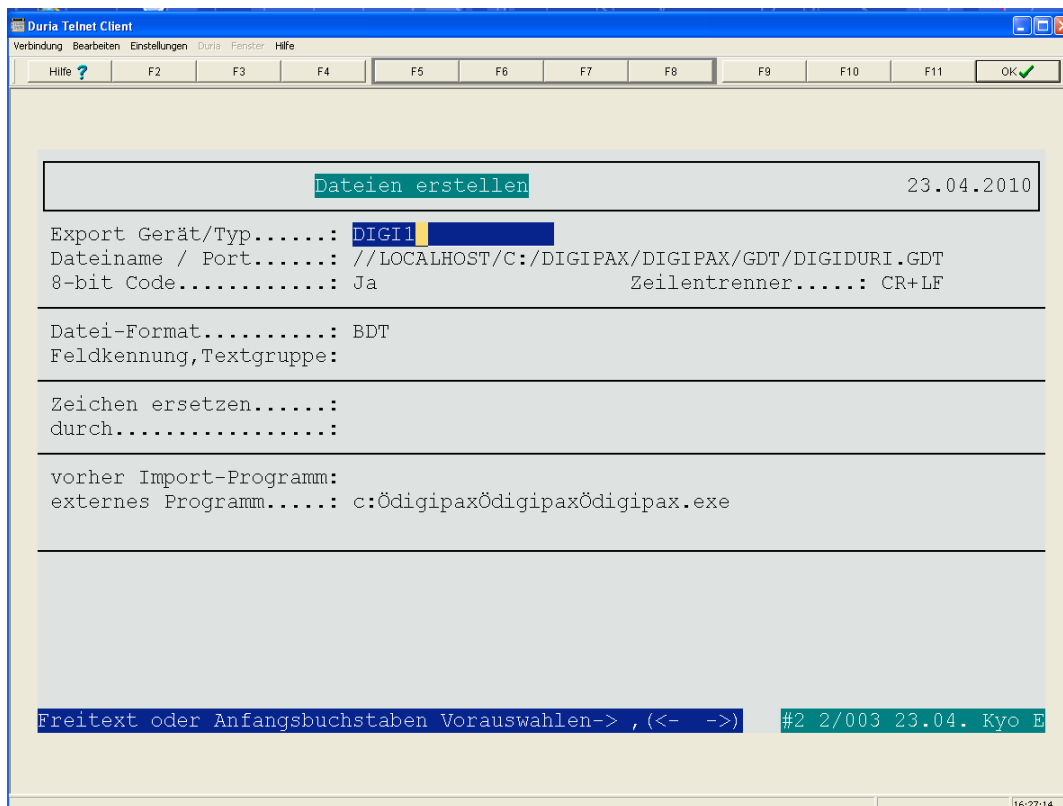 Duria Telnet Client
Verbindung Bearbeiten Einstellungen Duria Fenster Hilfe
Hilfe ? F2 F3 F4 F5 F6 F7 F8 F9 F10 F11 OK
Dateien erstellen 23.04.2010
Export Gerät/Typ......: DIGI1_
Dateiname / Port......: //LOCALHOST/C:/DIGIPAX/DIGIPAX/GDT/DIGIDURI.GDT
8-bit Code............: Ja Zeilentrenner.....: CR+LF
Datei-Format..........: BDT
Feldkennung,Textgruppe:
Zeichen ersetzen......:
durch.................:
vorher Import-Programm:
externes Programm.....: c:ÖdigipaxÖdigipaxÖdigipax.exe
Freitext oder Anfangsbuchstaben Vorauswahlen-> ,(<- ->) #2 2/003 23.04. Kyo E
16:27:14